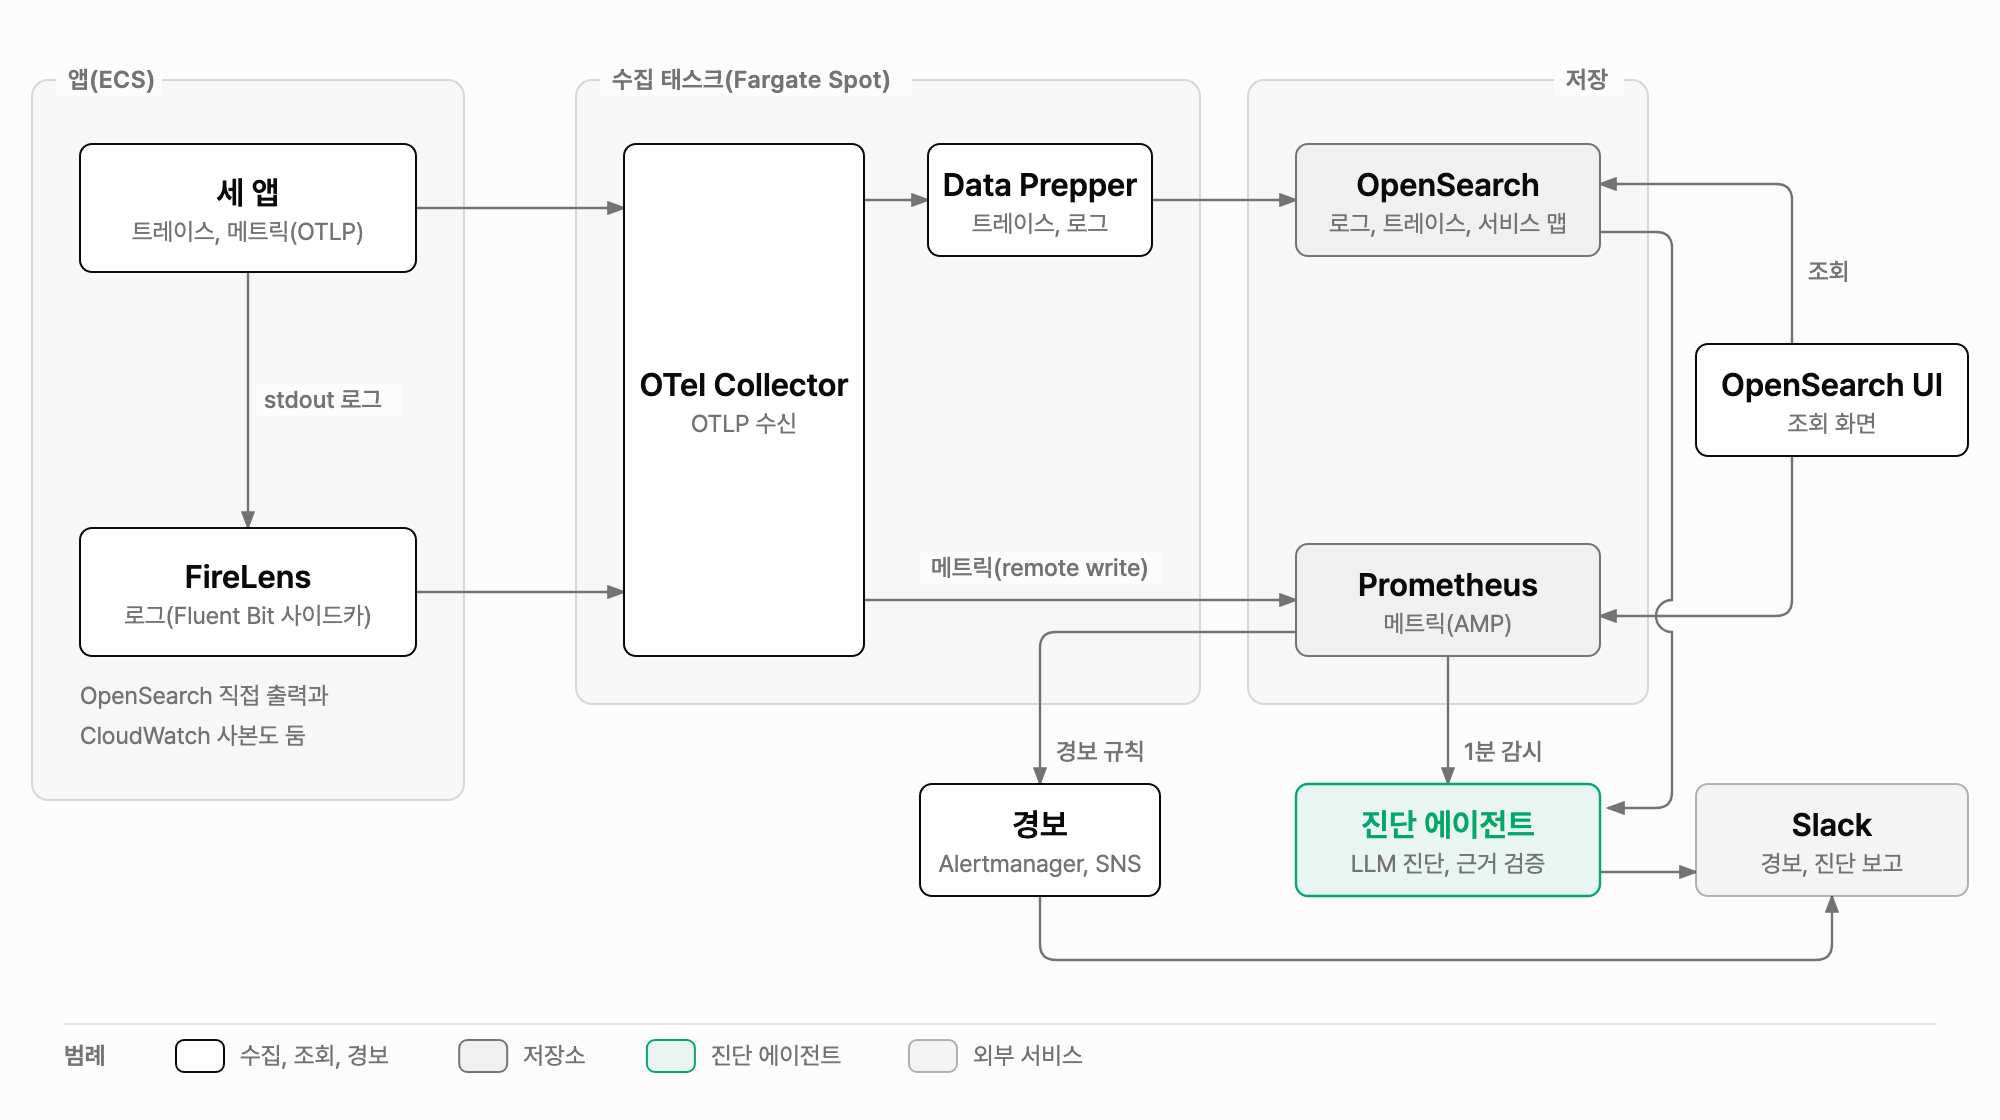 앱(ECS)
수집 태스크(Fargate Spot)
저장
세 앱
트레이스, 메트릭(OTLP)
Data Prepper
트레이스, 로그
OpenSearch
로그, 트레이스, 서비스 맵
조회
stdout 로그
OTel Collector
OTLP 수신
OpenSearch UI
조회 화면
FireLens
로그(Fluent Bit 사이드카)
메트릭(remote write)
Prometheus
메트릭(AMP)
OpenSearch 직접 출력과
CloudWatch 사본도 둠
경보 규칙
1분 감시
경보
Alertmanager, SNS
진단 에이전트
LLM 진단, 근거 검증
Slack
경보, 진단 보고
범례
수집, 조회, 경보
저장소
진단 에이전트
외부 서비스